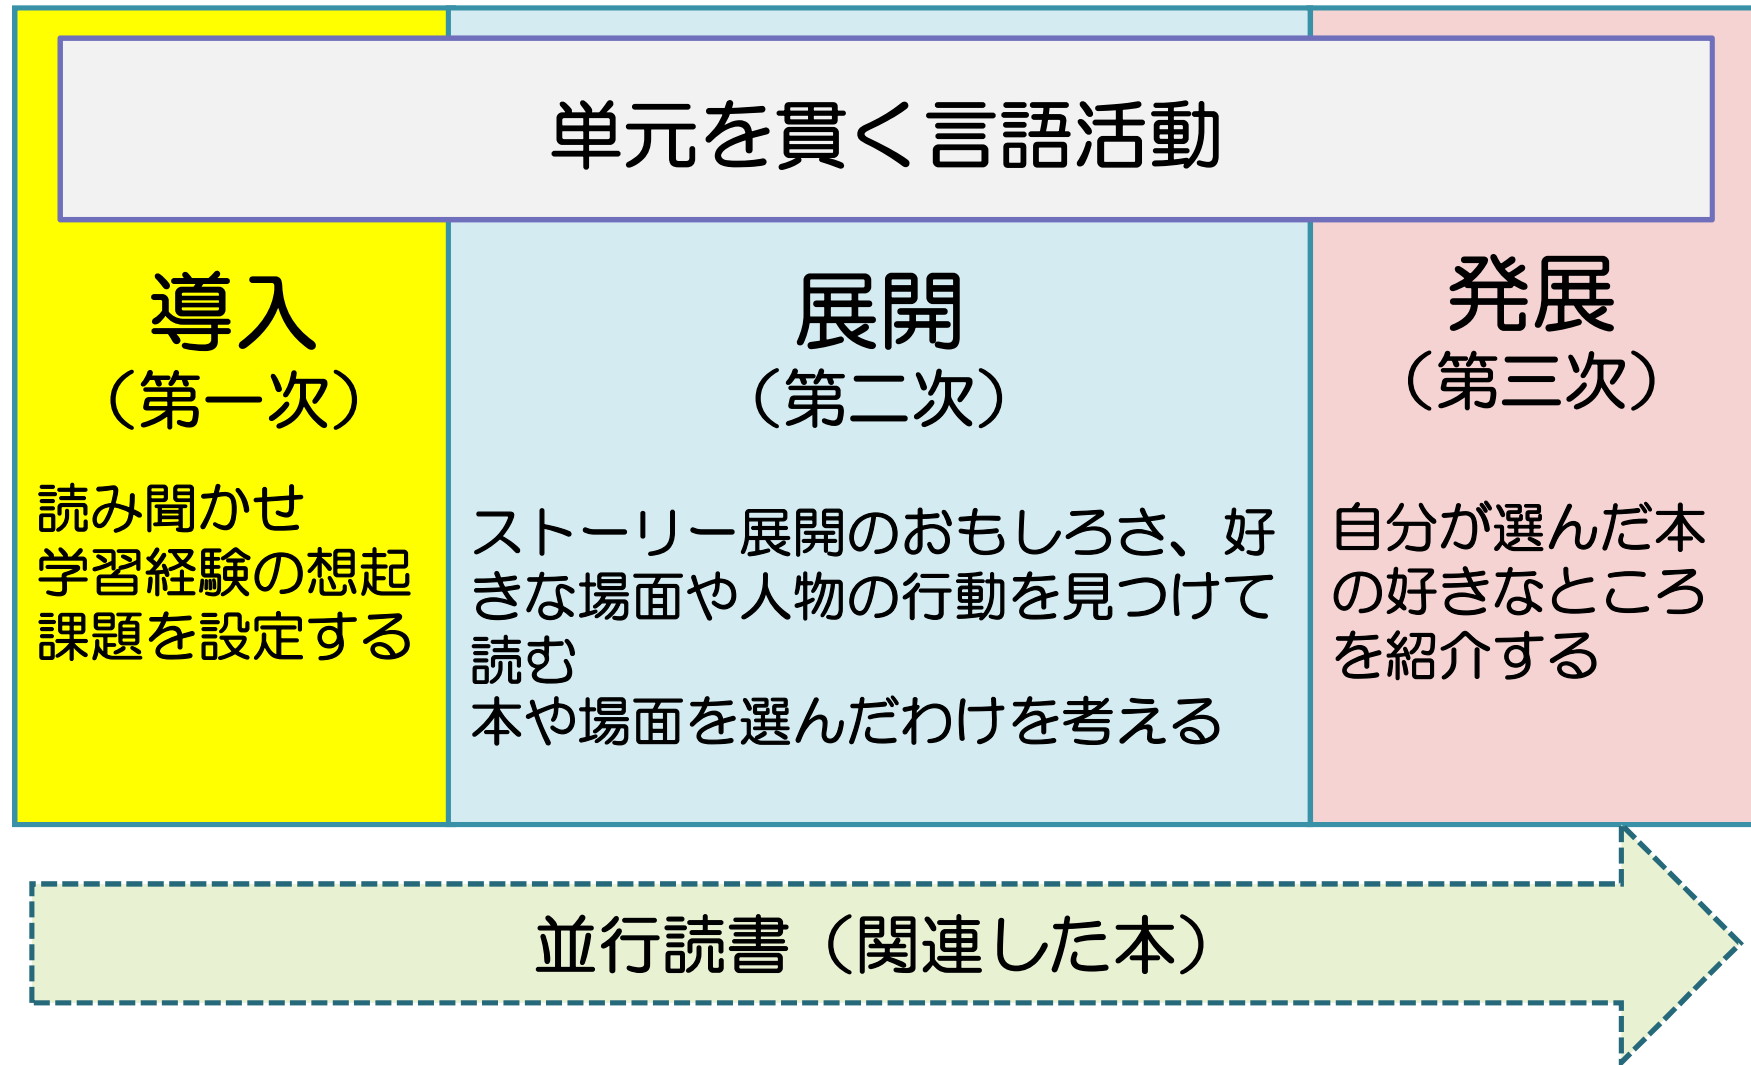 単元を貫く言語活動
導入
（第一次）
読み聞かせ
学習経験の想起
課題を設定する
展開
（第二次）
ストーリー展開のおもしろさ、好
きな場面や人物の行動を見つけて
読む
本や場面を選んだわけを考える
発展
（第三次）
自分が選んだ本
の好きなところ
を紹介する
並行読書（関連した本）